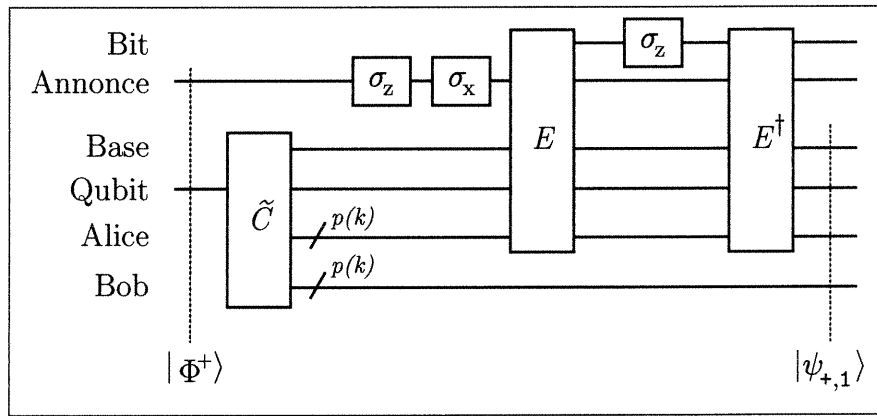 Bit
Annonce
Base
Qubit
Alice
Bob
C̃
p(k)
p(k)
σz
σx
E
σz
E†
|Φ+⟩
|ψ+,1⟩